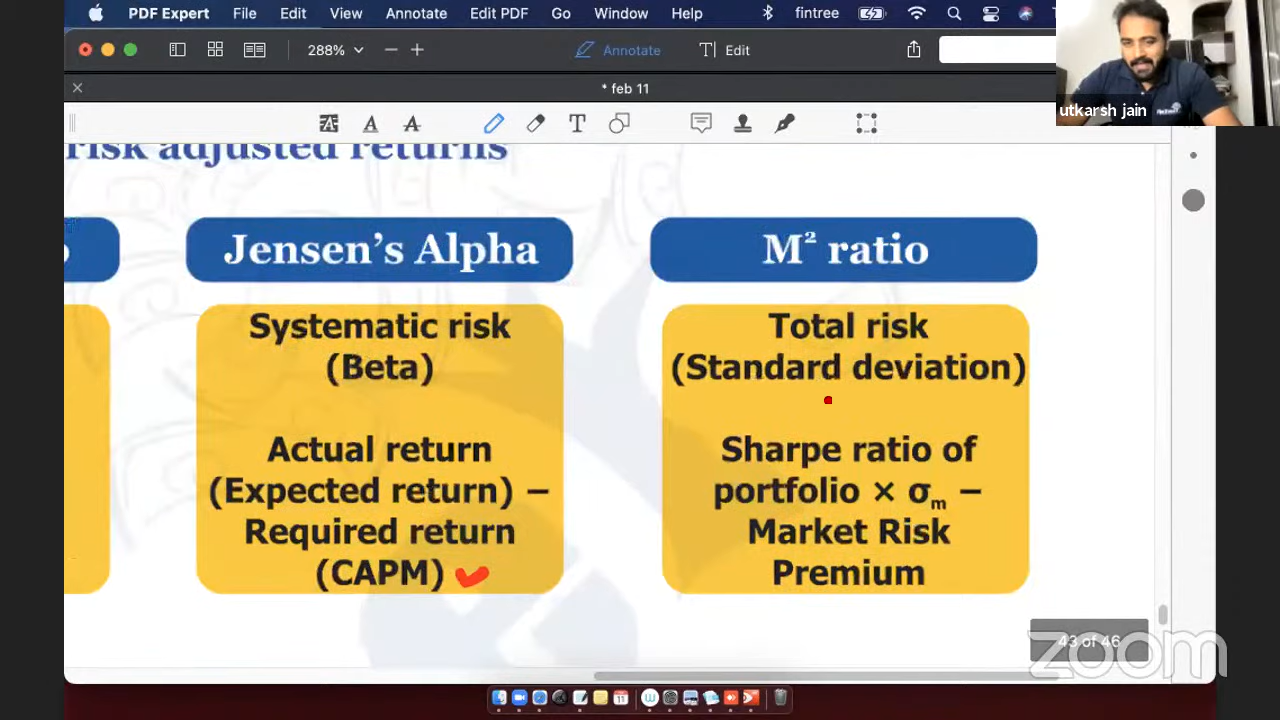 PDF Expert File Edit View Annotate Edit PDF Go Window Help fintree
288% Annotate T Edit
* feb 11
utkarsh jain
risk adjusted returns
Jensen's Alpha
Systematic risk
(Beta)
Actual return
(Expected return) –
Required return
(CAPM)
M² ratio
Total risk
(Standard deviation)
Sharpe ratio of
portfolio × σm –
Market Risk
Premium
43 of 46
zoom